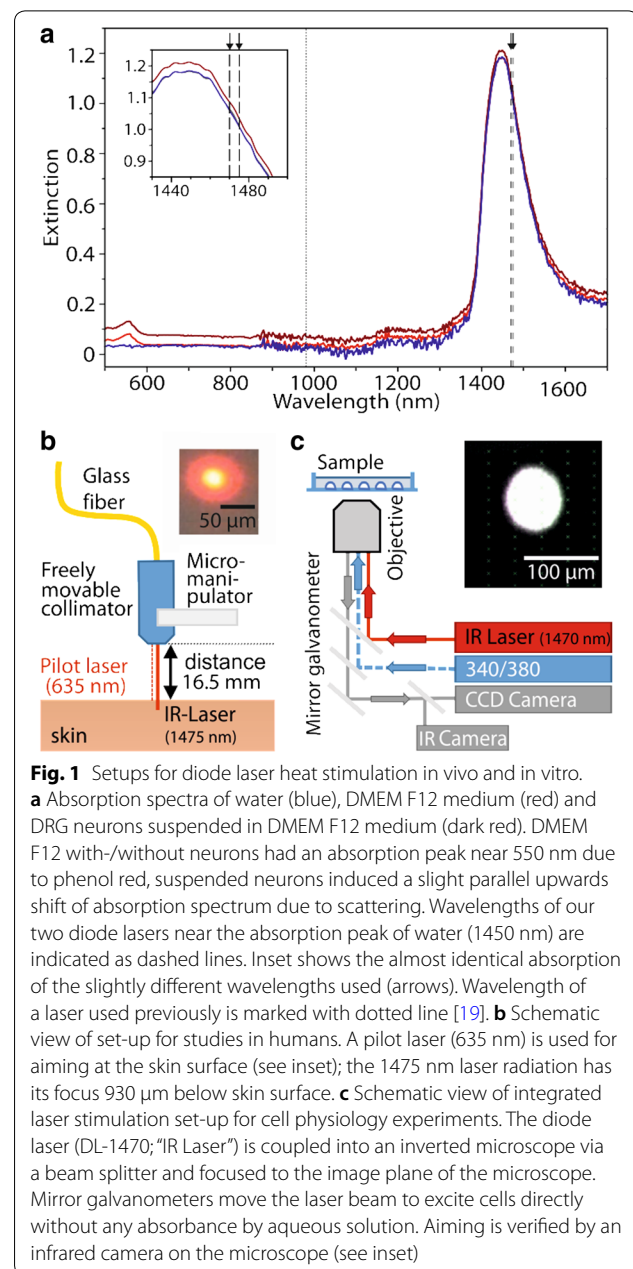 a
Extinction
1.2
1.0
0.8
0.6
0.4
0.2
0
1.2
1.1
1.0
0.9
1440
1480
600
800
1000
1200
1400
1600
Wavelength (nm)
b
Glass
fiber
50 µm
Freely
movable
collimator
Micro-
mani-
pulator
Pilot laser
(635 nm)
distance
16.5 mm
IR-Laser
(1475 nm)
skin
c
Sample
Objective
100 µm
Mirror galvanometer
IR Laser (1470 nm)
340/380
CCD Camera
IR Camera
Fig. 1 Setups for diode laser heat stimulation in vivo and in vitro.
a Absorption spectra of water (blue), DMEM F12 medium (red) and
DRG neurons suspended in DMEM F12 medium (dark red). DMEM
F12 with-/without neurons had an absorption peak near 550 nm due
to phenol red, suspended neurons induced a slight parallel upwards
shift of absorption spectrum due to scattering. Wavelengths of our
two diode lasers near the absorption peak of water (1450 nm) are
indicated as dashed lines. Inset shows the almost identical absorption
of the slightly different wavelengths used (arrows). Wavelength of
a laser used previously is marked with dotted line [19]. b Schematic
view of set-up for studies in humans. A pilot laser (635 nm) is used for
aiming at the skin surface (see inset); the 1475 nm laser radiation has
its focus 930 µm below skin surface. c Schematic view of integrated
laser stimulation set-up for cell physiology experiments. The diode
laser (DL-1470; “IR Laser”) is coupled into an inverted microscope via
a beam splitter and focused to the image plane of the microscope.
Mirror galvanometers move the laser beam to excite cells directly
without any absorbance by aqueous solution. Aiming is verified by an
infrared camera on the microscope (see inset)